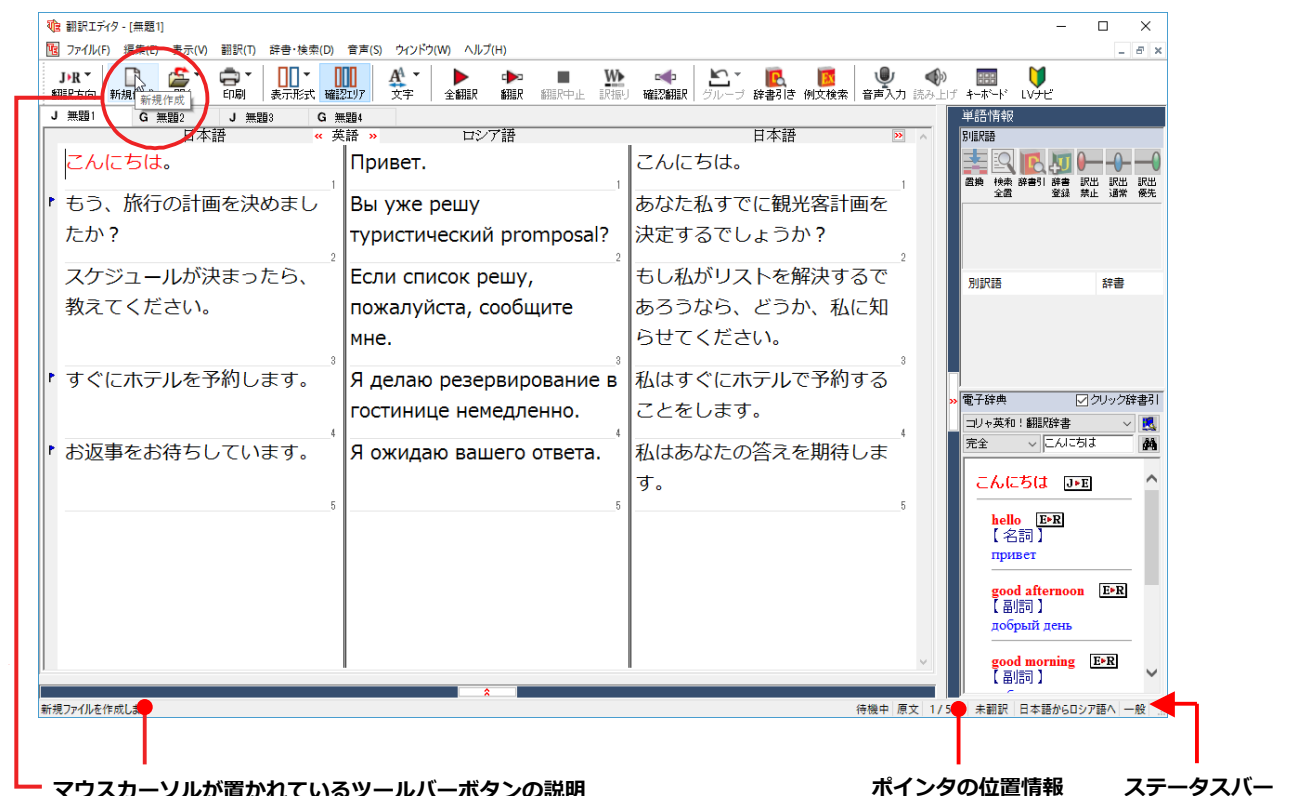 翻訳エディタ - [無題1]
ファイル(F) 編集(E) 表示(V) 翻訳(T) 辞書・検索(D) 音声(S) ウィンドウ(W) ヘルプ(H)
J▸R
翻訳方向 印刷 表示形式 確認エリア 文字 全翻訳 翻訳 翻訳中止 訳振り 確認翻訳 グループ 辞書引き 例文検索 音声入力 読み上げ キーボード LVナビ
新規作成
J 無題1 G 無題2 J 無題3 G 無題4
日本語 « 英語 » ロシア語 日本語
こんにちは。 Привет. こんにちは。
1 1 1
もう、旅行の計画を決めまし Вы уже решу あなた私すでに観光客計画を
たか？ туристический promposal? 決定するでしょうか？
2 2 2
スケジュールが決まったら、 Если список решу, もし私がリストを解決するで
教えてください。 пожалуйста, сообщите あろうなら、どうか、私に知
мне. らせてください。
3 3 3
すぐにホテルを予約します。 Я делаю резервирование в 私はすぐにホテルで予約する
гостинице немедленно. ことをします。
4 4 4
お返事をお待ちしています。 Я ожидаю вашего ответа. 私はあなたの答えを期待しま
す。
5 5 5
単語情報
別訳語
置換 検索全置 辞書引 辞書登録 訳出禁止 訳出通常 訳出優先
別訳語 辞書
電子辞典 クリック辞書引
コリャ英和！翻訳辞書
完全 こんにちは
こんにちは J▸E
hello E▸R
【名詞】
привет
good afternoon E▸R
【副詞】
добрый день
good morning E▸R
【副詞】
新規ファイルを作成しま 待機中 原文 1 / 5 未翻訳 日本語からロシア語へ 一般
マウスカーソルが置かれているツールバーボタンの説明 ポインタの位置情報 ステータスバー